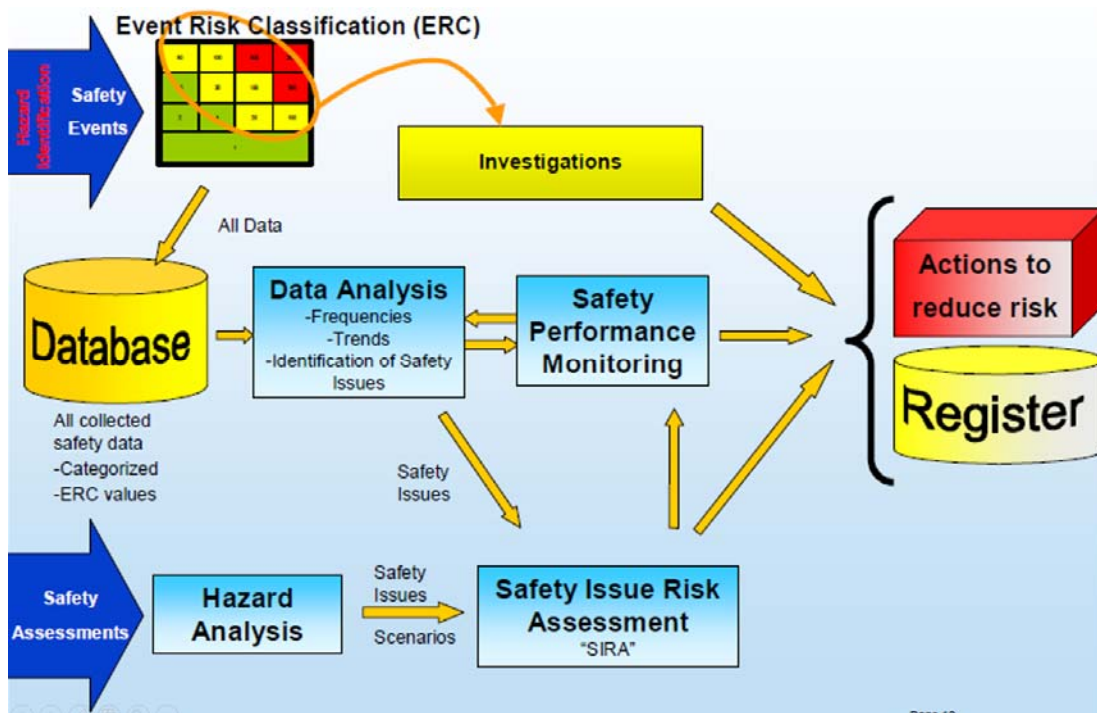 Event Risk Classification (ERC)
Hazard
Identification
Safety
Events
Investigations
All Data
Actions to
reduce risk
Database
Data Analysis
-Frequencies
-Trends
-Identification of Safety
Issues
Safety
Performance
Monitoring
Register
All collected
safety data
-Categorized
-ERC values
Safety
Issues
Safety
Assessments
Hazard
Analysis
Safety
Issues
Scenarios
Safety Issue Risk
Assessment
"SIRA"